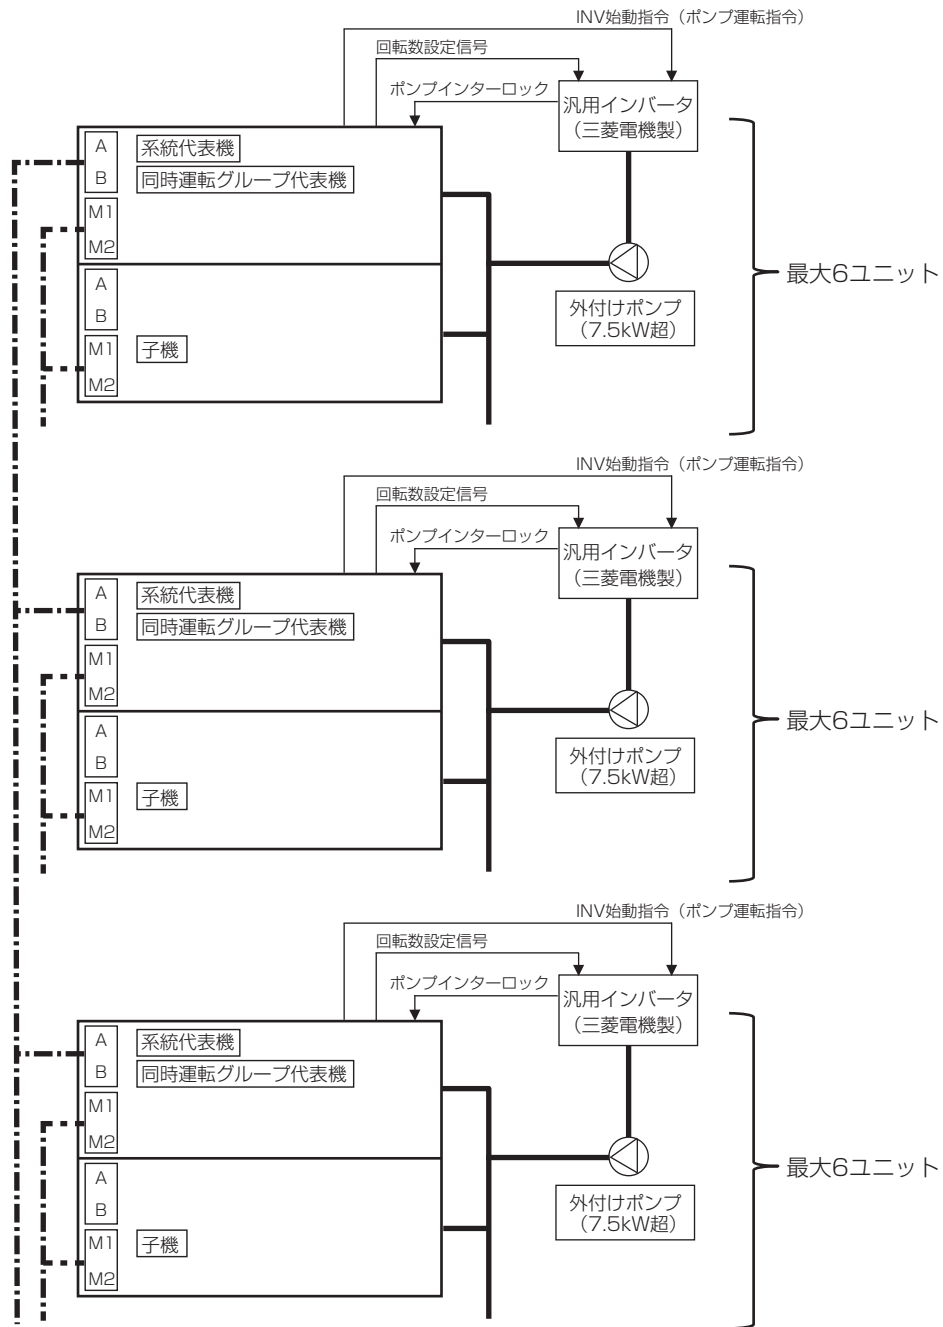 INV始動指令（ポンプ運転指令）
回転数設定信号
ポンプインターロック
汎用インバータ
（三菱電機製）
A
系統代表機
B
同時運転グループ代表機
M1
M2
A
B
M1
子機
M2
外付けポンプ
（7.5kW超）
最大6ユニット
INV始動指令（ポンプ運転指令）
回転数設定信号
ポンプインターロック
汎用インバータ
（三菱電機製）
A
系統代表機
B
同時運転グループ代表機
M1
M2
A
B
M1
子機
M2
外付けポンプ
（7.5kW超）
最大6ユニット
INV始動指令（ポンプ運転指令）
回転数設定信号
ポンプインターロック
汎用インバータ
（三菱電機製）
A
系統代表機
B
同時運転グループ代表機
M1
M2
A
B
M1
子機
M2
外付けポンプ
（7.5kW超）
最大6ユニット